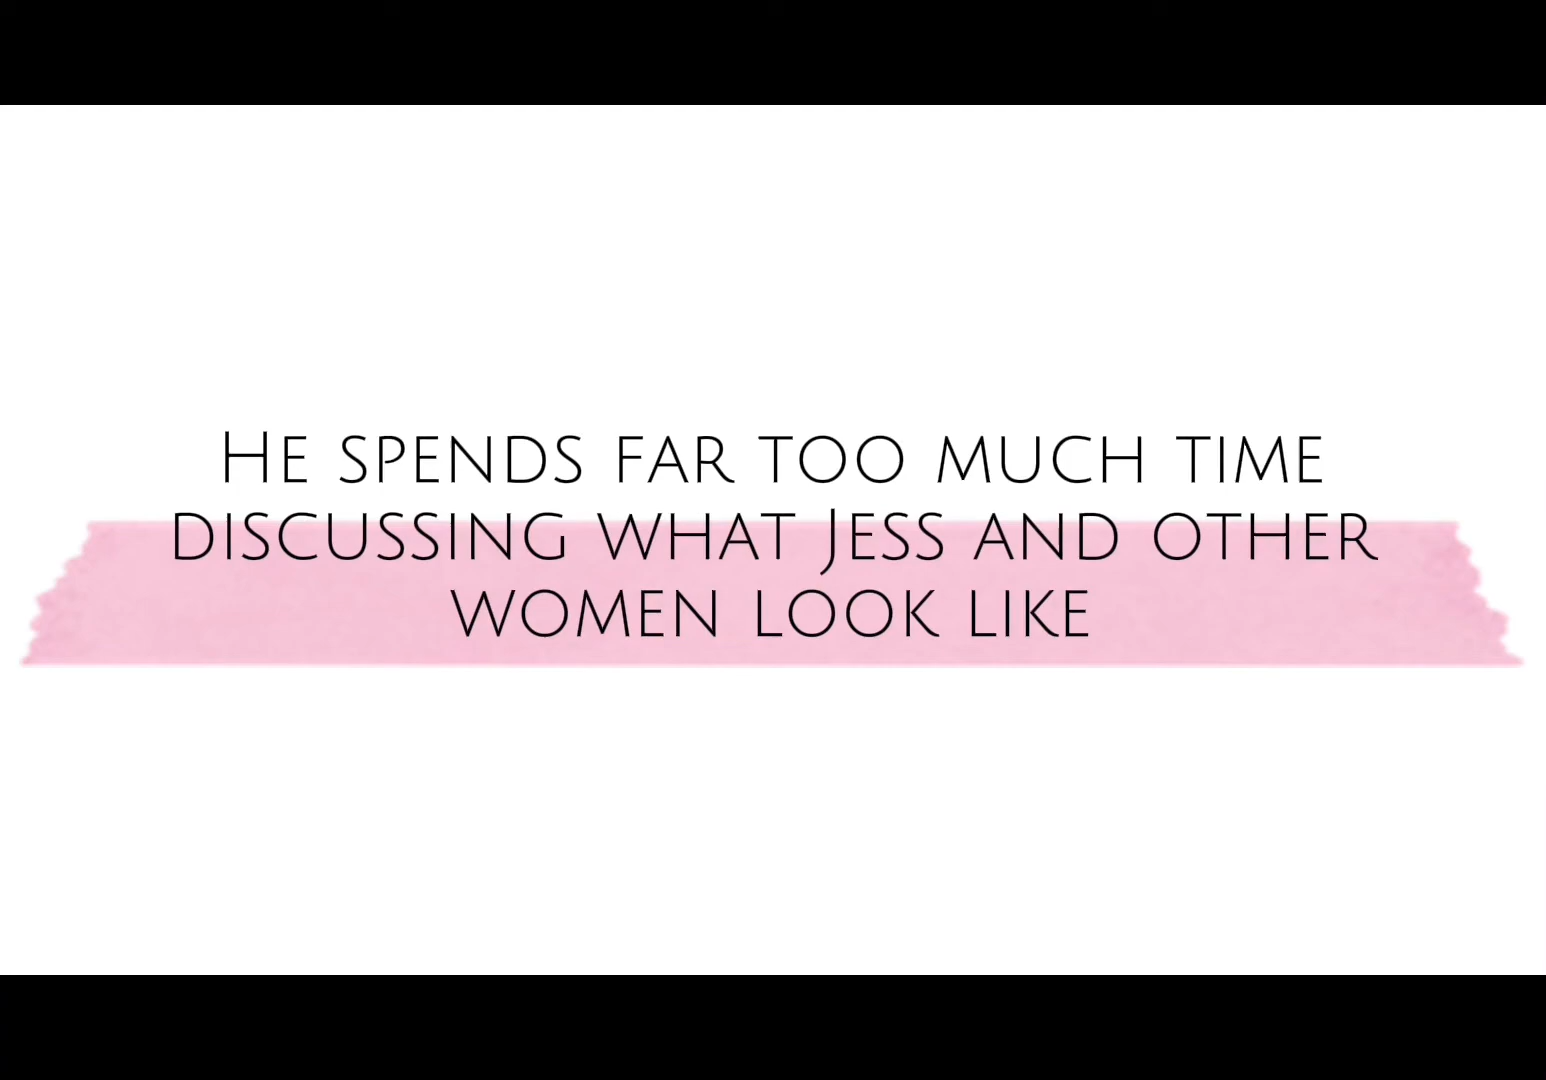 He spends far too much time
discussing what Jess and other
women look like